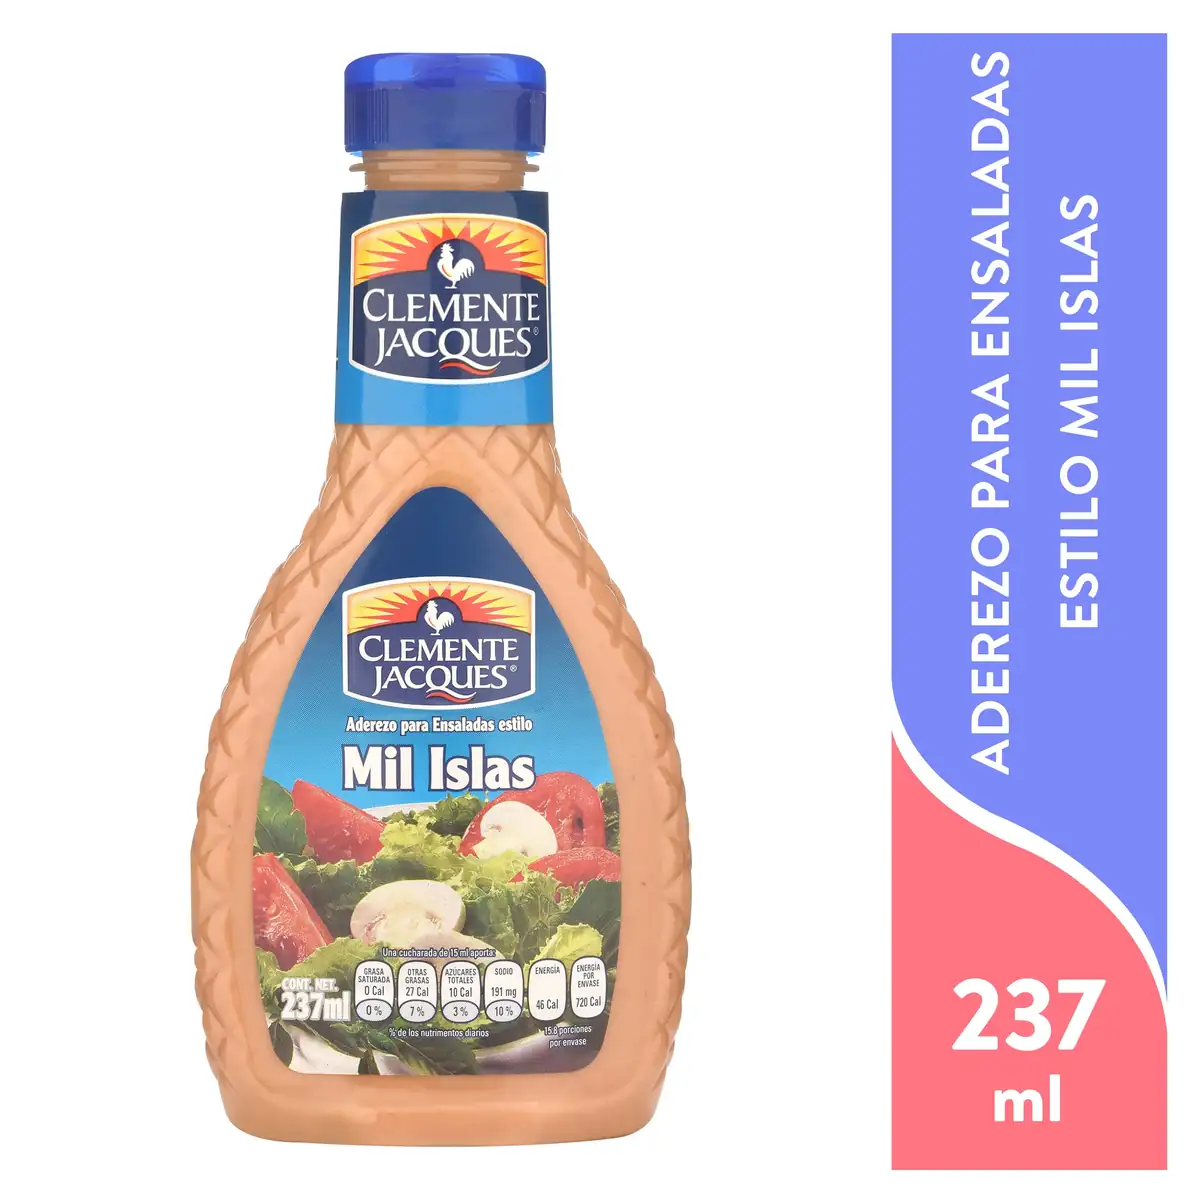 CLEMENTE
JACQUES®
CLEMENTE
JACQUES®
Aderezo para Ensaladas estilo
Mil Islas
CONT. NET.
237ml
Una cucharada de 15 ml aporta:
GRASA
SATURADA
0 Cal
0 %
OTRAS
GRASAS
27 Cal
7 %
AZÚCARES
TOTALES
10 Cal
3 %
SODIO
191 mg
10 %
ENERGÍA
46 Cal
ENERGÍA
POR
ENVASE
720 Cal
% de los nutrimentos diarios
15.8 porciones
por envase
ADEREZO PARA ENSALADAS
ESTILO MIL ISLAS
237
ml